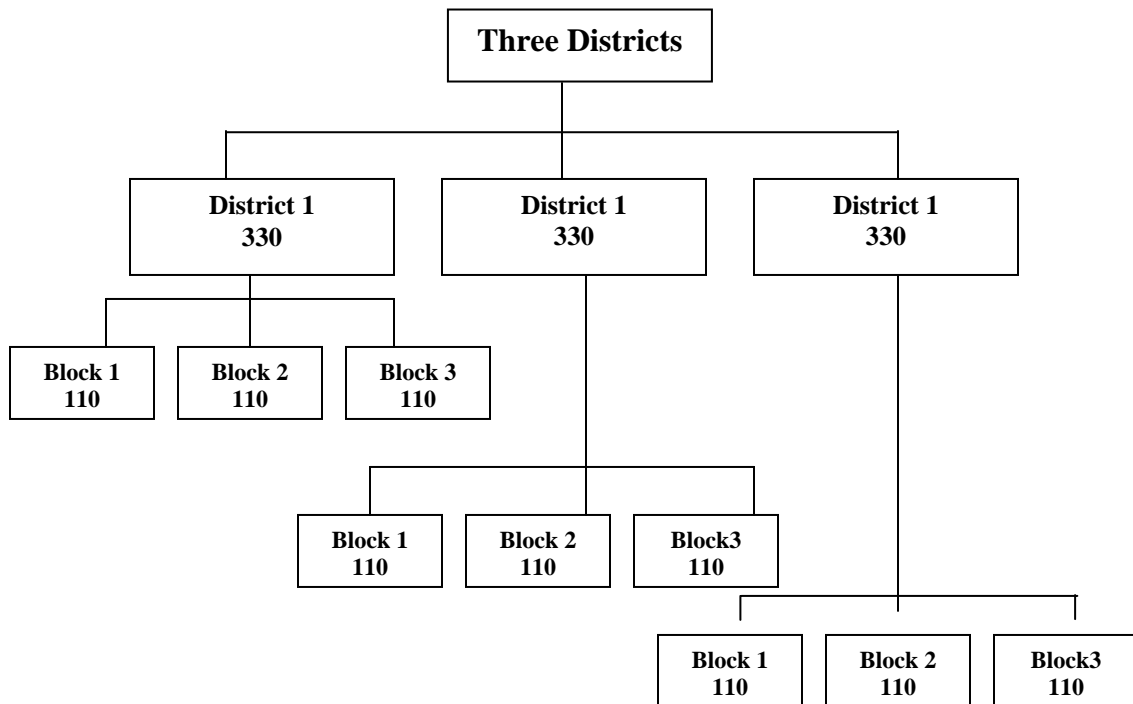 Three Districts
District 1
330
District 1
330
District 1
330
Block 1
110
Block 2
110
Block 3
110
Block 1
110
Block 2
110
Block3
110
Block 1
110
Block 2
110
Block3
110